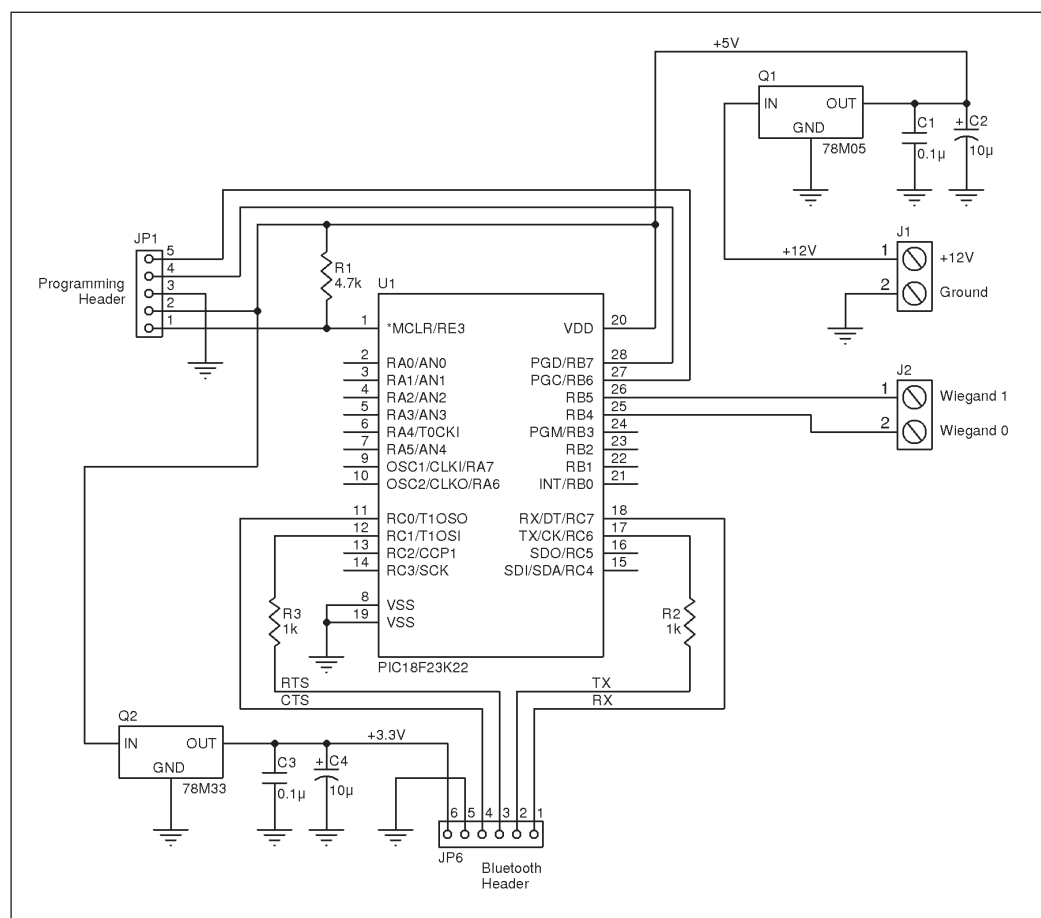 +5V
Q1
IN OUT
GND
78M05
C1
0.1µ
+ C2
10µ
JP1
5
4
3
2
1
Programming
Header
R1
4.7k
+12V
J1
1 +12V
2 Ground
U1
1 *MCLR/RE3
2 RA0/AN0
3 RA1/AN1
4 RA2/AN2
5 RA3/AN3
6 RA4/T0CKI
7 RA5/AN4
9 OSC1/CLKI/RA7
10 OSC2/CLKO/RA6
11 RC0/T1OSO
12 RC1/T1OSI
13 RC2/CCP1
14 RC3/SCK
8 VSS
19 VSS
VDD 20
PGD/RB7 28
PGC/RB6 27
RB5 26
RB4 25
PGM/RB3 24
RB2 23
RB1 22
INT/RB0 21
RX/DT/RC7 18
TX/CK/RC6 17
SDO/RC5 16
SDI/SDA/RC4 15
PIC18F23K22
J2
1 Wiegand 1
2 Wiegand 0
R3
1k
R2
1k
RTS
CTS
TX
RX
Q2
IN OUT
GND
78M33
+3.3V
C3
0.1µ
+ C4
10µ
6 5 4 3 2 1
JP6
Bluetooth
Header